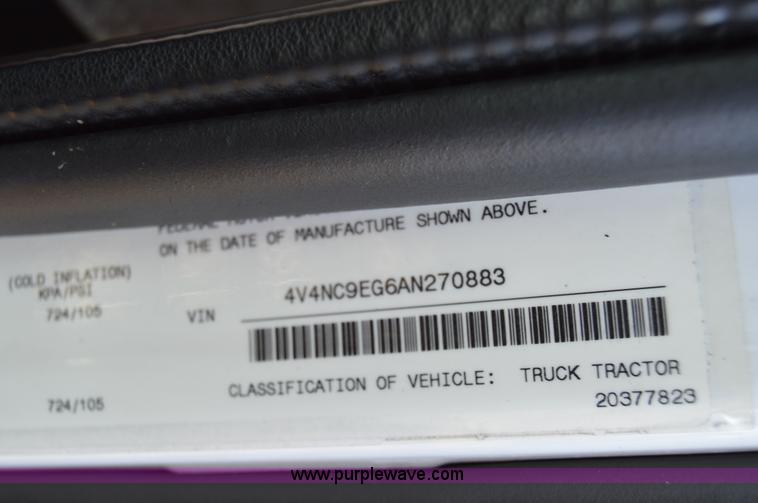 ON THE DATE OF MANUFACTURE SHOWN ABOVE.
(COLD INFLATION)
KPA/PSI
724/105
VIN 4V4NC9EG6AN270883
CLASSIFICATION OF VEHICLE: TRUCK TRACTOR
724/105
20377823
www.purplewave.com